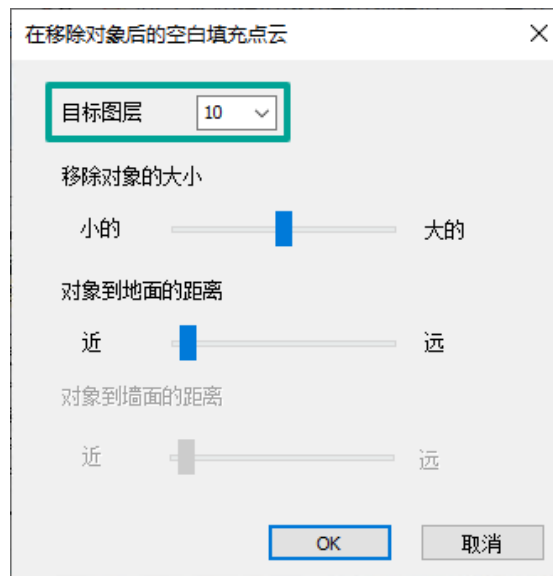 在移除对象后的空白填充点云
目标图层 10
移除对象的大小
小的 大的
对象到地面的距离
近 远
对象到墙面的距离
近 远
OK 取消